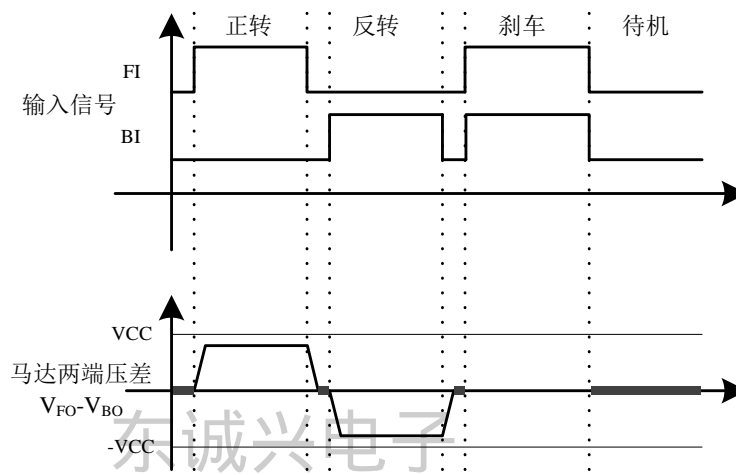 正转 反转 刹车 待机
FI
输入信号
BI
VCC
马达两端压差
VFO-VBO
-VCC
东诚兴电子